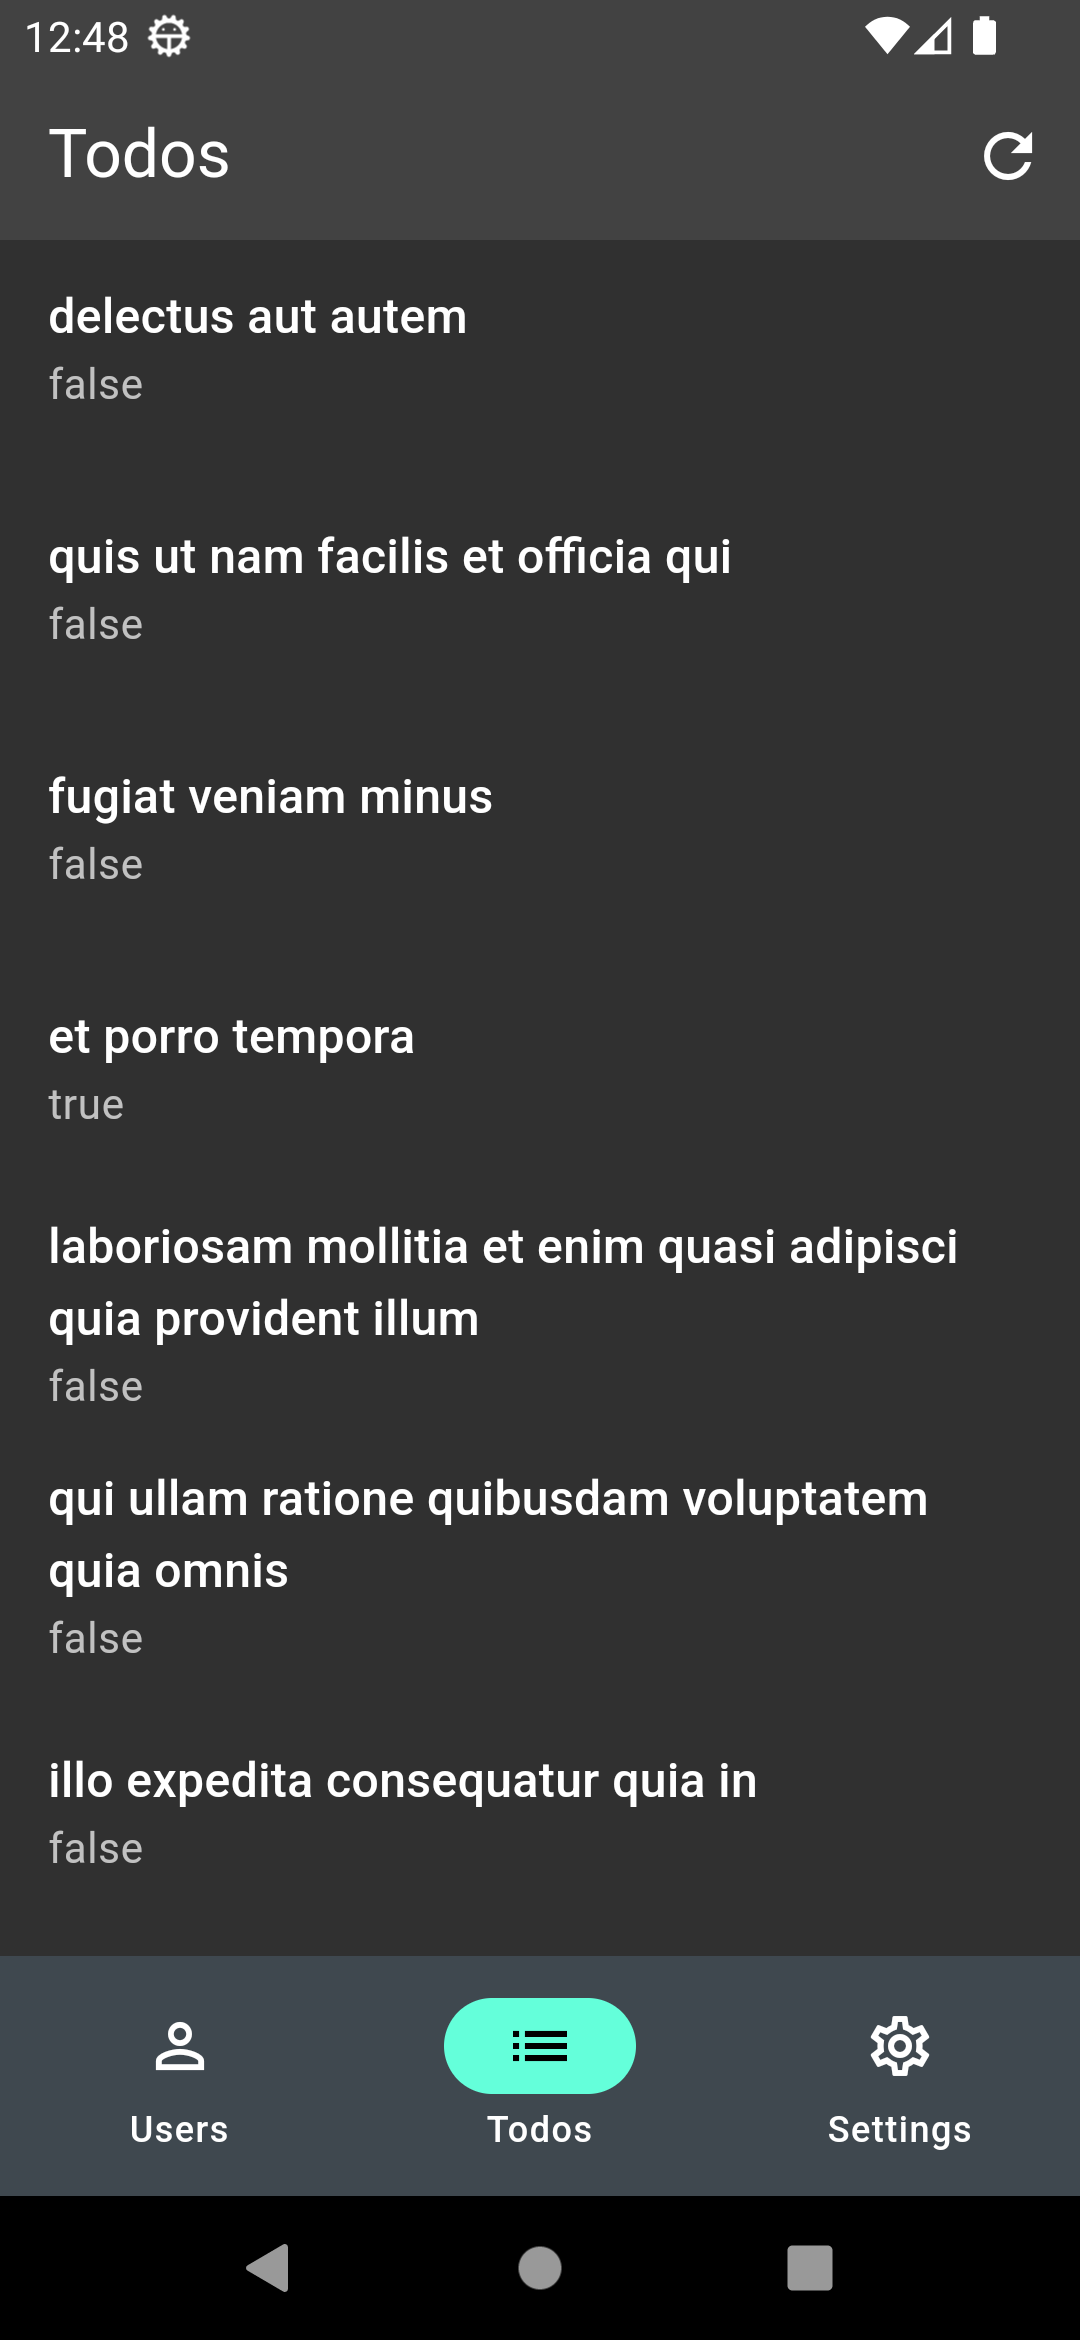 12:48
Todos
delectus aut autem
false
quis ut nam facilis et officia qui
false
fugiat veniam minus
false
et porro tempora
true
laboriosam mollitia et enim quasi adipisci
quia provident illum
false
qui ullam ratione quibusdam voluptatem
quia omnis
false
illo expedita consequatur quia in
false
Users
Todos
Settings